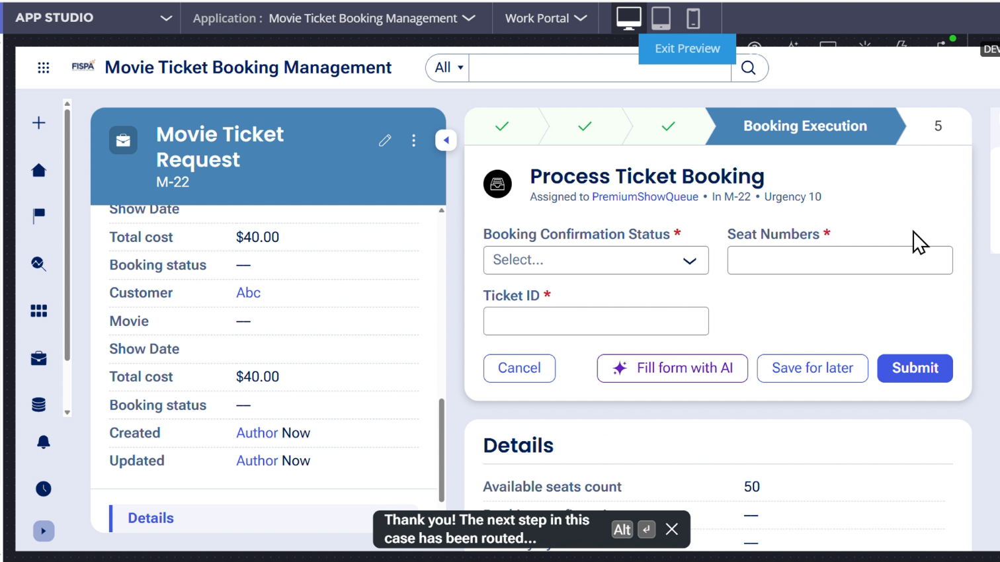 APP STUDIO
Application : Movie Ticket Booking Management
Work Portal
Exit Preview
DEV
FISPA
Movie Ticket Booking Management
All
Movie Ticket
Request
M-22
Show Date
Total cost $40.00
Booking status —
Customer Abc
Movie —
Show Date
Total cost $40.00
Booking status —
Created Author Now
Updated Author Now
Details
Booking Execution
5
Process Ticket Booking
Assigned to PremiumShowQueue • In M-22 • Urgency 10
Booking Confirmation Status *
Select...
Seat Numbers *
Ticket ID *
Cancel
Fill form with AI
Save for later
Submit
Details
Available seats count 50
—
—
Thank you! The next step in this
case has been routed...
Alt ↵